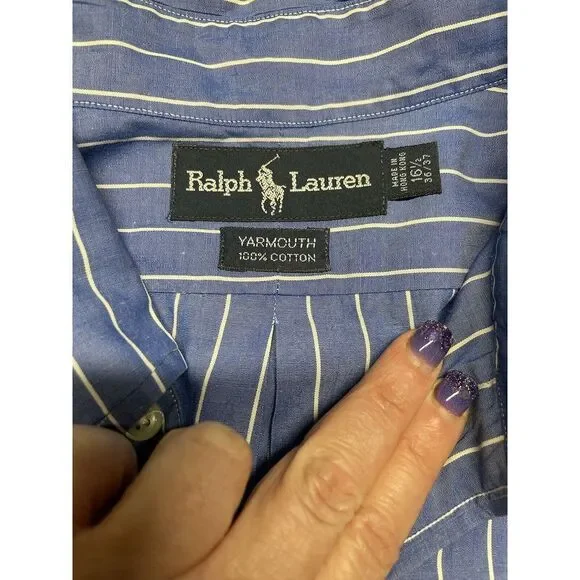 Ralph Lauren
MADE IN
HONG KONG
16½
36/37
YARMOUTH
100% COTTON